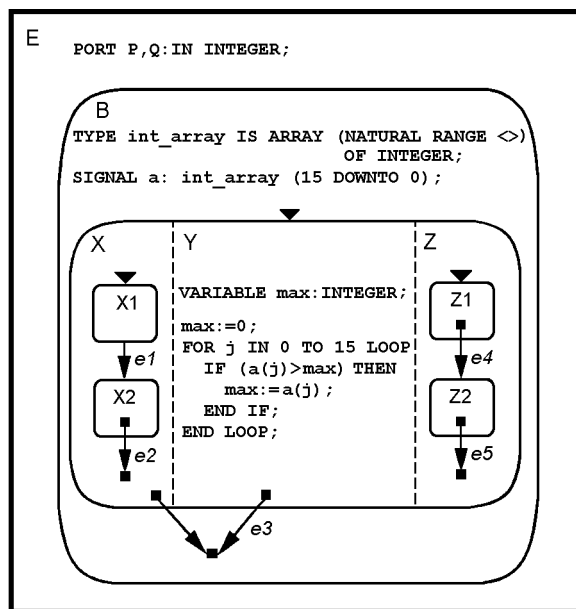 E
PORT P,Q:IN INTEGER;
B
TYPE int_array IS ARRAY (NATURAL RANGE <>)
OF INTEGER;
SIGNAL a: int_array (15 DOWNTO 0);
X Y Z
X1
VARIABLE max:INTEGER;
Z1
max:=0;
FOR j IN 0 TO 15 LOOP
e1
e4
IF (a(j)>max) THEN
X2
max:=a(j);
Z2
END IF;
END LOOP;
e2
e5
e3